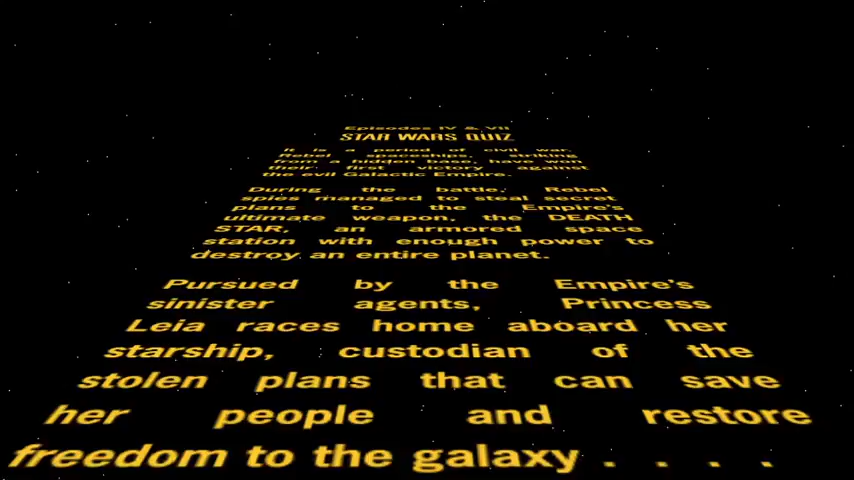 Episodes IV & VII
STAR WARS QUIZ
It is a period of civil war.
Rebel spaceships, striking
from a hidden base, have won
their first victory against
the evil Galactic Empire.
During the battle, Rebel
spies managed to steal secret
plans to the Empire's
ultimate weapon, the DEATH
STAR, an armored space
station with enough power to
destroy an entire planet.
Pursued by the Empire's
sinister agents, Princess
Leia races home aboard her
starship, custodian of the
stolen plans that can save
her people and restore
freedom to the galaxy . . . .